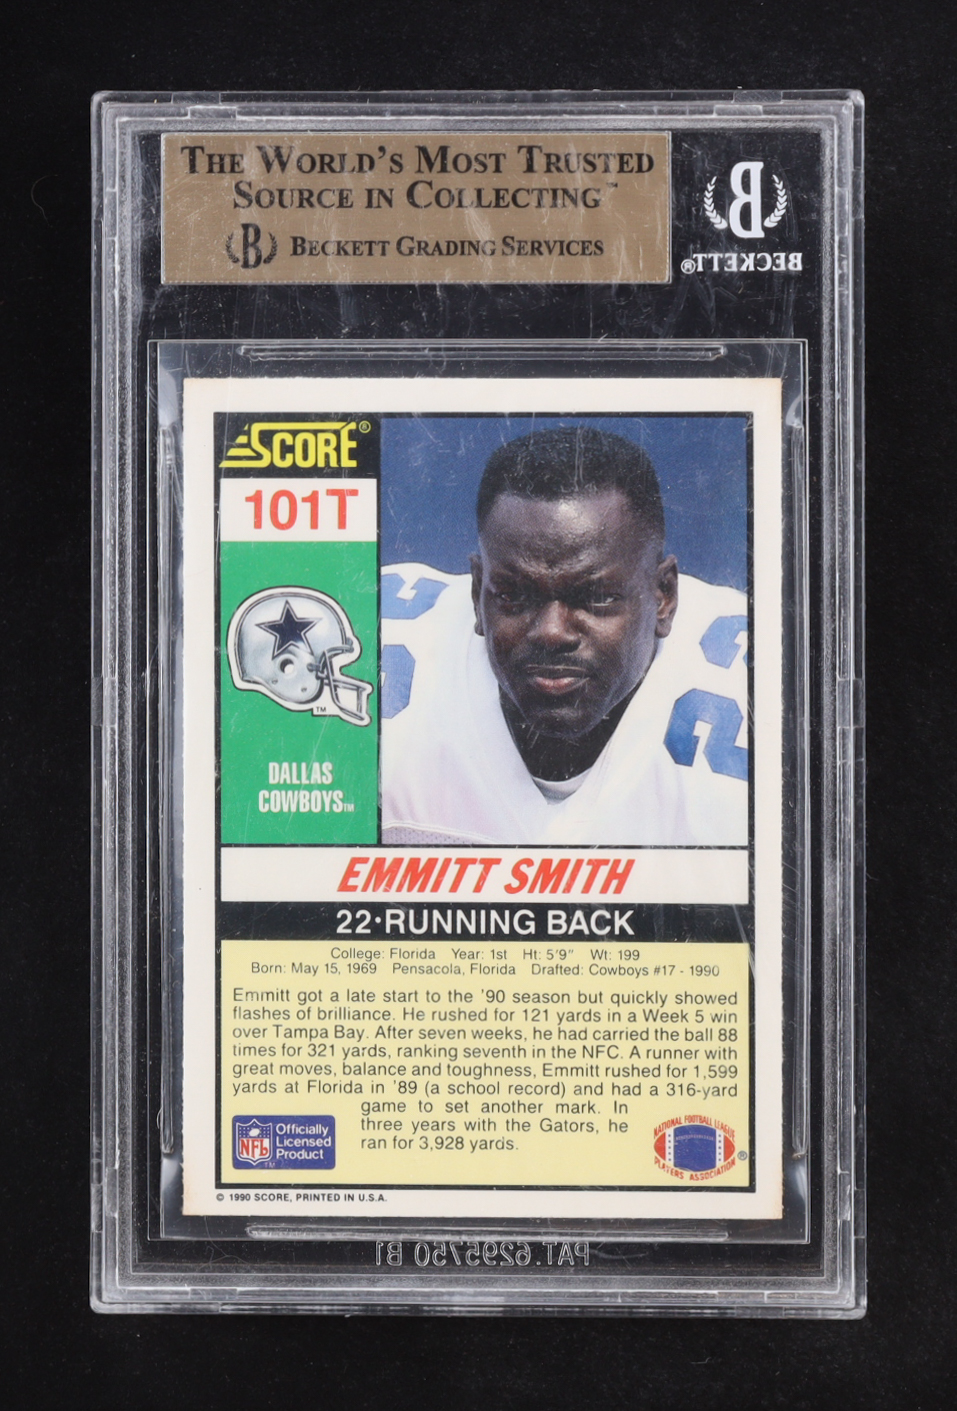 THE WORLD'S MOST TRUSTED
SOURCE IN COLLECTING™
B BECKETT GRADING SERVICES
B
BECKETT®
SCORE®
101T
TM
DALLAS
COWBOYS™
22
EMMITT SMITH
22•RUNNING BACK
College: Florida Year: 1st Ht: 5'9" Wt: 199
Born: May 15, 1969 Pensacola, Florida Drafted: Cowboys #17 - 1990
Emmitt got a late start to the '90 season but quickly showed
flashes of brilliance. He rushed for 121 yards in a Week 5 win
over Tampa Bay. After seven weeks, he had carried the ball 88
times for 321 yards, ranking seventh in the NFC. A runner with
great moves, balance and toughness, Emmitt rushed for 1,599
yards at Florida in '89 (a school record) and had a 316-yard
game to set another mark. In
three years with the Gators, he
ran for 3,928 yards.
NFL
TM
Officially
Licensed
Product
NATIONAL FOOTBALL LEAGUE
PLAYERS ASSOCIATION
®
© 1990 SCORE, PRINTED IN U.S.A.
PAT.6295750 B1